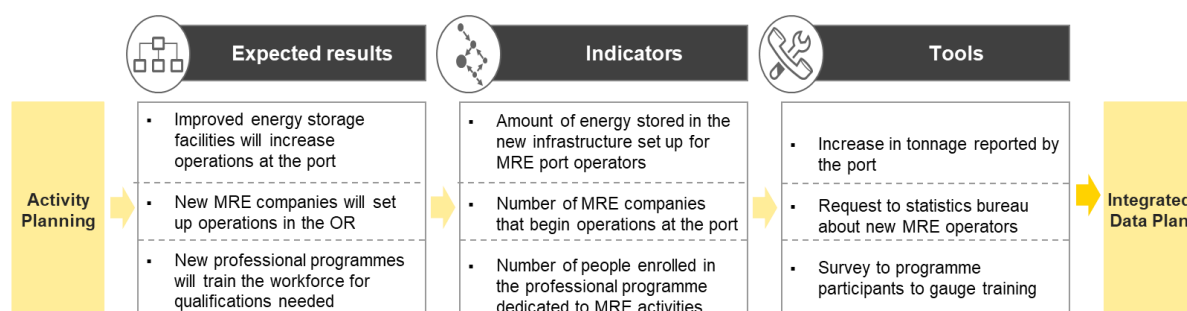 Expected results
Indicators
Tools
Activity
Planning
▪ Improved energy storage
facilities will increase
operations at the port
▪ New MRE companies will set
up operations in the OR
▪ New professional programmes
will train the workforce for
qualifications needed
▪ Amount of energy stored in the
new infrastructure set up for
MRE port operators
▪ Number of MRE companies
that begin operations at the port
▪ Number of people enrolled in
the professional programme
dedicated to MRE activities
▪ Increase in tonnage reported by
the port
▪ Request to statistics bureau
about new MRE operators
▪ Survey to programme
participants to gauge training
Integrated
Data Plan